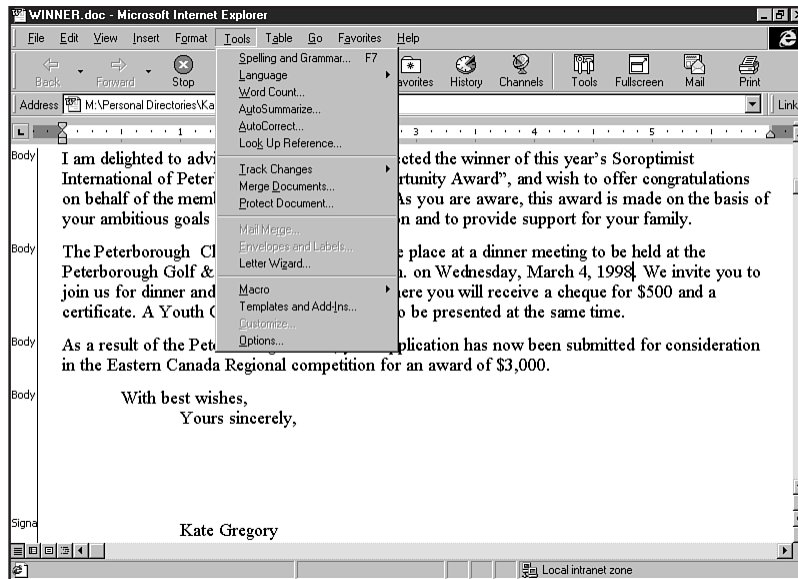 WINNER.doc - Microsoft Internet Explorer
File Edit View Insert Format Tools Table Go Favorites Help
Back Forward Stop avorites History Channels Tools Fullscreen Mail Print
Address M:\Personal Directories\Ka Link
Spelling and Grammar... F7
Language
Word Count...
AutoSummarize...
AutoCorrect...
Look Up Reference...
Track Changes
Merge Documents...
Protect Document...
Mail Merge...
Envelopes and Labels...
Letter Wizard...
Macro
Templates and Add-Ins...
Customize...
Options...
L 1 3 4 5
Body I am delighted to advi cted the winner of this year's Soroptimist
International of Peter rtunity Award", and wish to offer congratulations
on behalf of the mem As you are aware, this award is made on the basis of
your ambitious goals n and to provide support for your family.
Body The Peterborough Cl e place at a dinner meeting to be held at the
Peterborough Golf & n. on Wednesday, March 4, 1998. We invite you to
join us for dinner and here you will receive a cheque for $500 and a
certificate. A Youth o be presented at the same time.
Body As a result of the Pete plication has now been submitted for consideration
in the Eastern Canada Regional competition for an award of $3,000.
Body With best wishes,
Yours sincerely,
Signa Kate Gregory
Local intranet zone